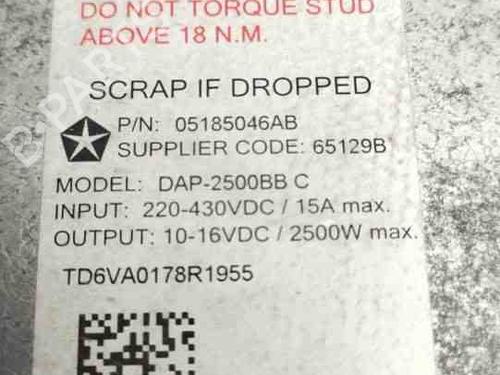 DO NOT TORQUE STUD
ABOVE 18 N.M.
SCRAP IF DROPPED
P/N: 05185046AB
SUPPLIER CODE: 65129B
MODEL: DAP-2500BB C
INPUT: 220-430VDC / 15A max.
OUTPUT: 10-16VDC / 2500W max.
TD6VA0178R1955